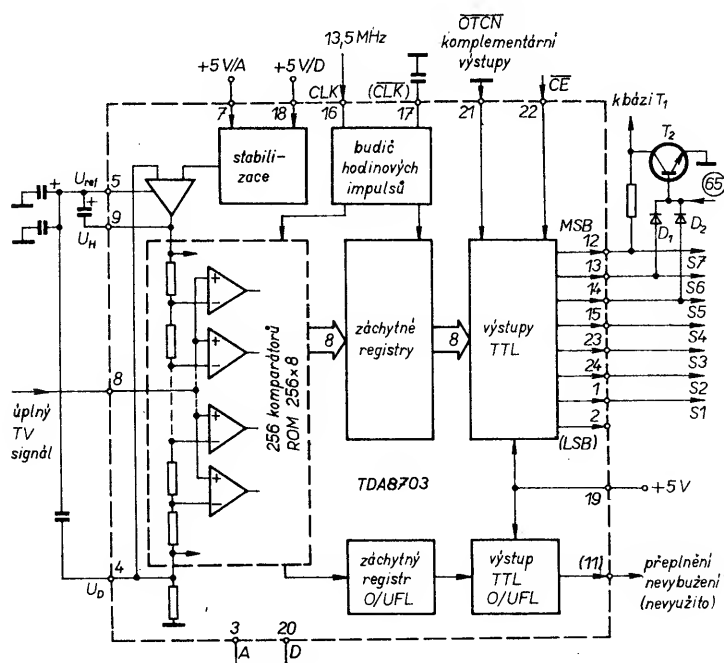 13,5 MHz
OTCN
komplementární
výstupy
+5 V/A
+5 V/D
CLK
(CLK)
CE
7
18
16
17
21
22
k bázi T1
T2
65
stabili-
zace
budič
hodinových
impulsů
Uref
5
9
UH
MSB
12
13
14
15
23
24
1
2
(LSB)
D1
D2
S7
S6
S5
S4
S3
S2
S1
+
−
+
−
+
−
+
−
256 komparátorů
ROM 256×8
8
záchytné
registry
8
výstupy
TTL
8
úplný
TV
signál
TDA8703
19
+5 V
4
UD
záchytný
registr
O/UFL
výstup
TTL
O/UFL
(11)
přeplnění
nevybužení
(nevyužito)
3
A
20
D